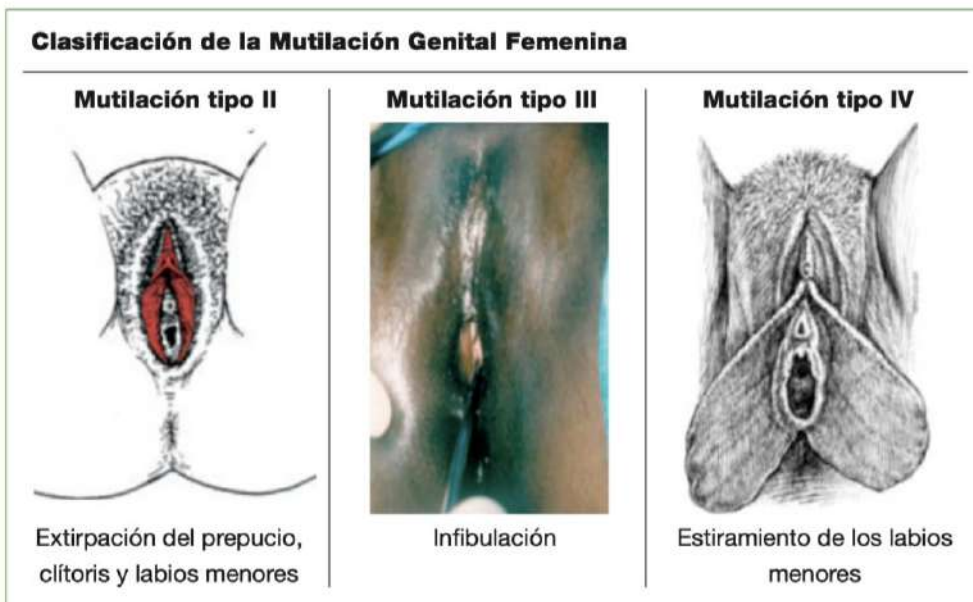 Clasificación de la Mutilación Genital Femenina
Mutilación tipo II
Mutilación tipo III
Mutilación tipo IV
Extirpación del prepucio,
clítoris y labios menores
Infibulación
Estiramiento de los labios
menores